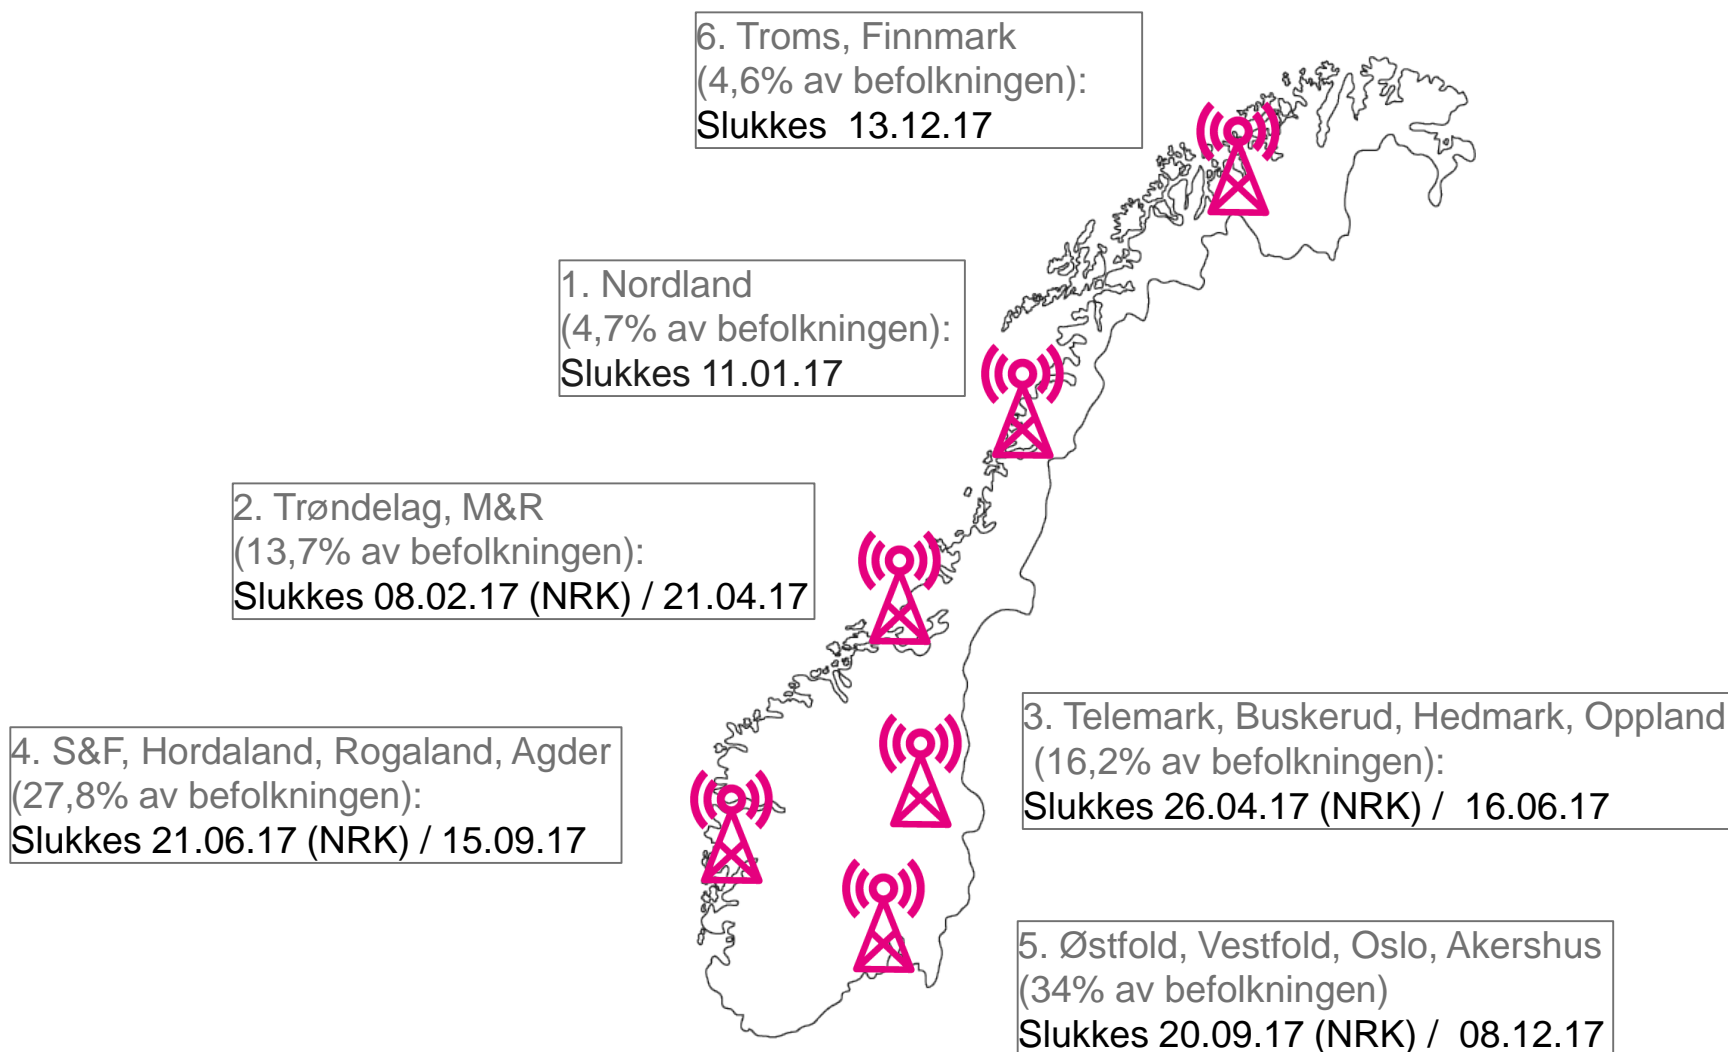 6. Troms, Finnmark
(4,6% av befolkningen):
Slukkes 13.12.17
1. Nordland
(4,7% av befolkningen):
Slukkes 11.01.17
2. Trøndelag, M&R
(13,7% av befolkningen):
Slukkes 08.02.17 (NRK) / 21.04.17
3. Telemark, Buskerud, Hedmark, Oppland
(16,2% av befolkningen):
Slukkes 26.04.17 (NRK) / 16.06.17
4. S&F, Hordaland, Rogaland, Agder
(27,8% av befolkningen):
Slukkes 21.06.17 (NRK) / 15.09.17
5. Østfold, Vestfold, Oslo, Akershus
(34% av befolkningen)
Slukkes 20.09.17 (NRK) / 08.12.17